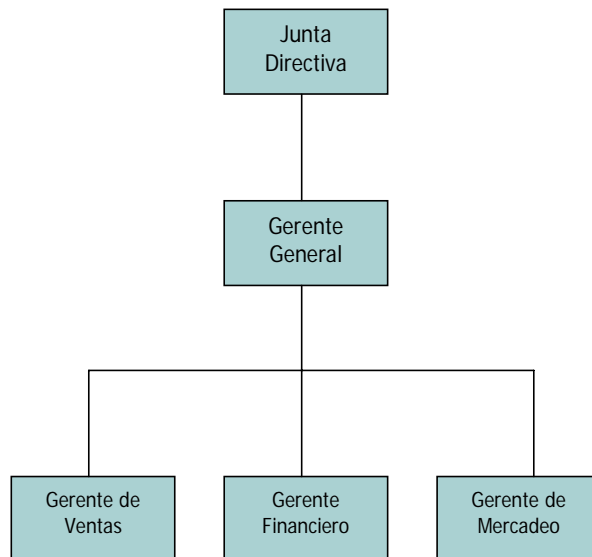 Junta
Directiva
Gerente
General
Gerente de
Ventas
Gerente
Financiero
Gerente de
Mercadeo